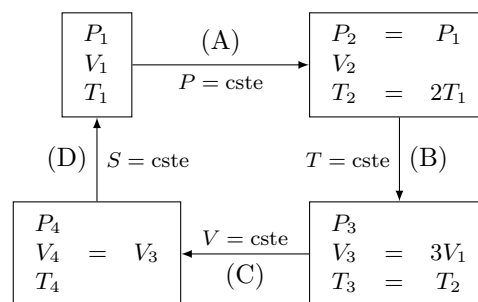 P₁
V₁
T₁
(A)
P = cste
P₂ = P₁
V₂
T₂ = 2T₁
T = cste (B)
(D) S = cste
P₄
V₄ = V₃
T₄
V = cste
(C)
P₃
V₃ = 3V₁
T₃ = T₂